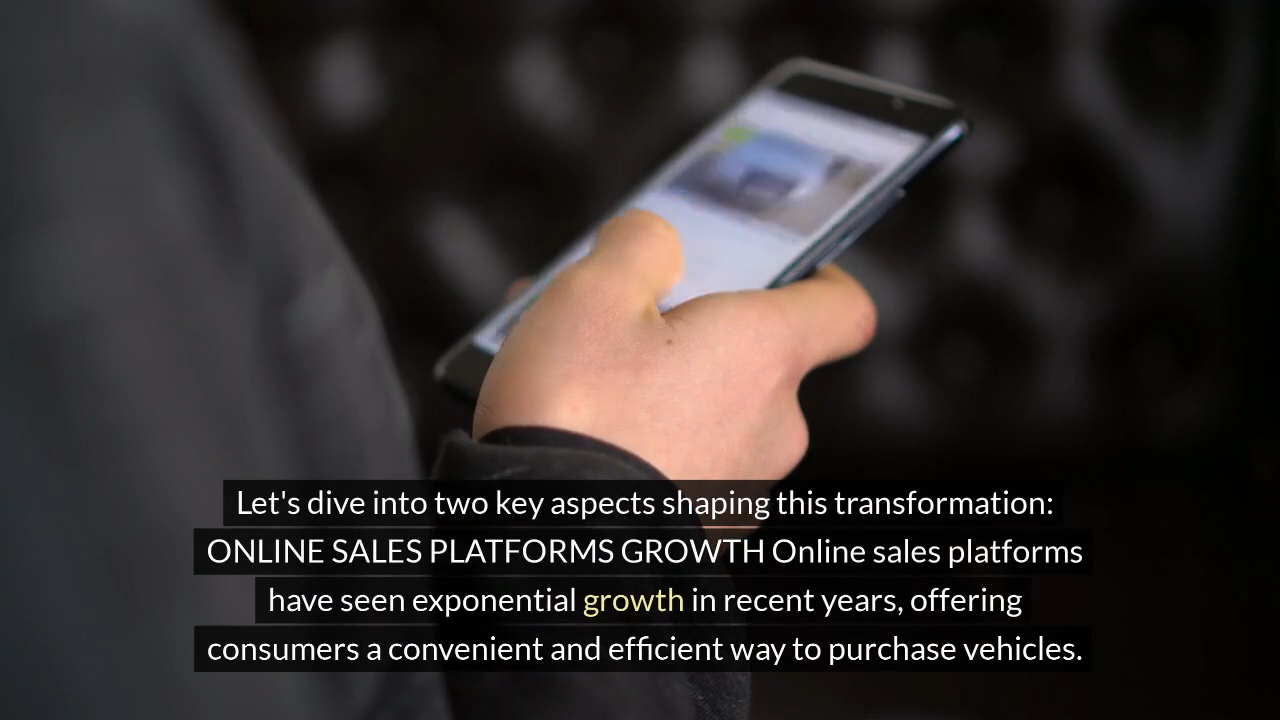 Let's dive into two key aspects shaping this transformation:
ONLINE SALES PLATFORMS GROWTH Online sales platforms
have seen exponential growth in recent years, offering
consumers a convenient and efficient way to purchase vehicles.